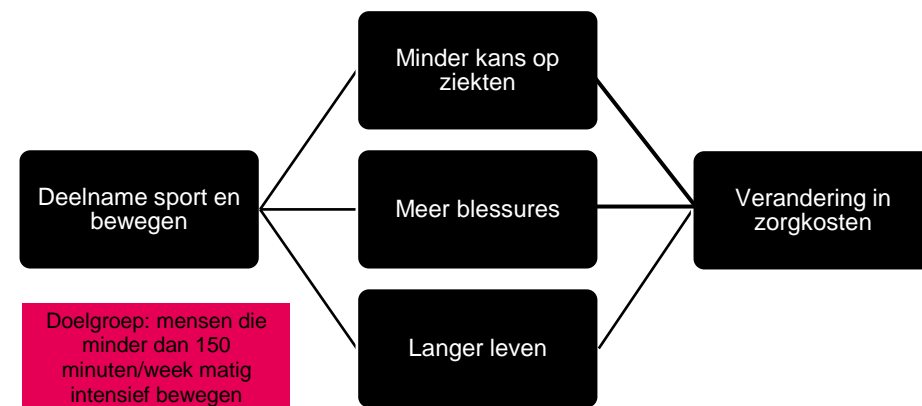 Minder kans op
ziekten
Deelname sport en
bewegen
Meer blessures
Verandering in
zorgkosten
Langer leven
Doelgroep: mensen die
minder dan 150
minuten/week matig
intensief bewegen